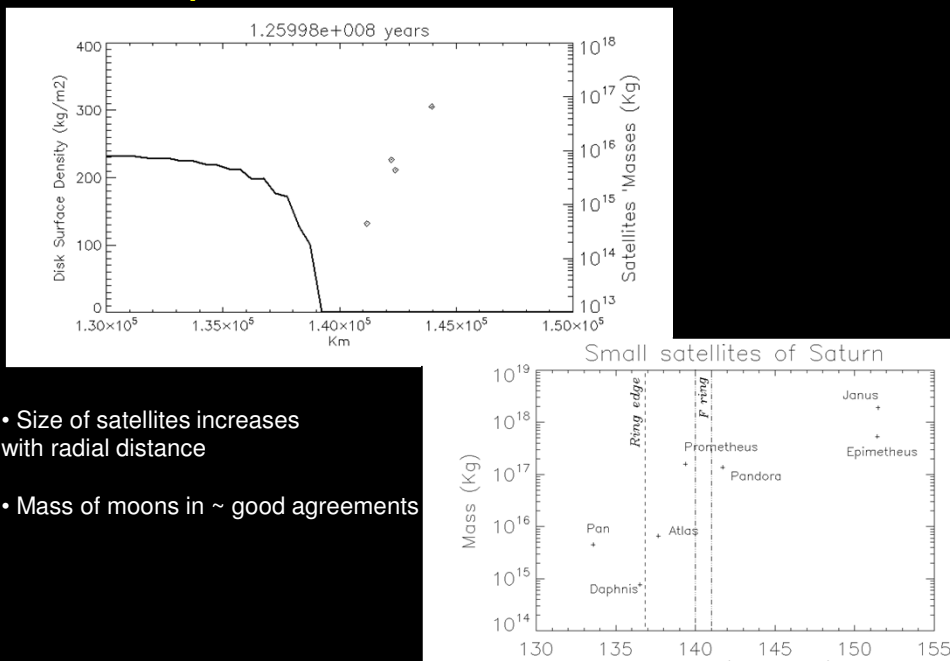 1.25998e+008 years
400
300
200
100
0
Disk Surface Density (kg/m2)
10^18
10^17
10^16
10^15
10^14
10^13
Satellites 'Masses (Kg)
1.30×10^5
1.35×10^5
1.40×10^5
1.45×10^5
1.50×10^5
Km
• Size of satellites increases
with radial distance
• Mass of moons in ~ good agreements
Small satellites of Saturn
10^19
10^18
10^17
10^16
10^15
10^14
Mass (Kg)
Ring edge
F ring
Janus
Epimetheus
Prometheus
Pandora
Pan
Atlas
Daphnis
130
135
140
145
150
155